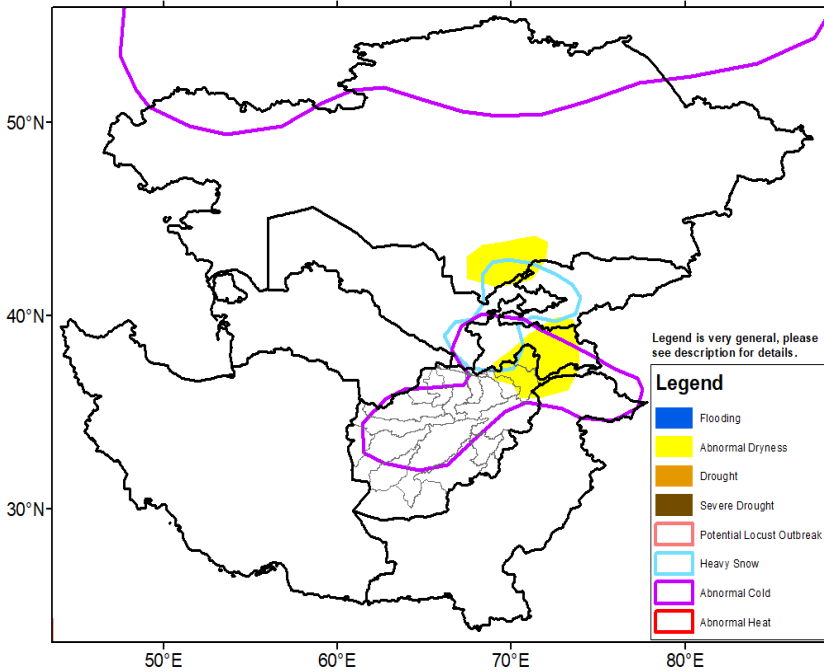 50°N
40°N
30°N
50°E
60°E
70°E
80°E
Legend is very general, please
see description for details.
Legend
Flooding
Abnormal Dryness
Drought
Severe Drought
Potential Locust Outbreak
Heavy Snow
Abnormal Cold
Abnormal Heat